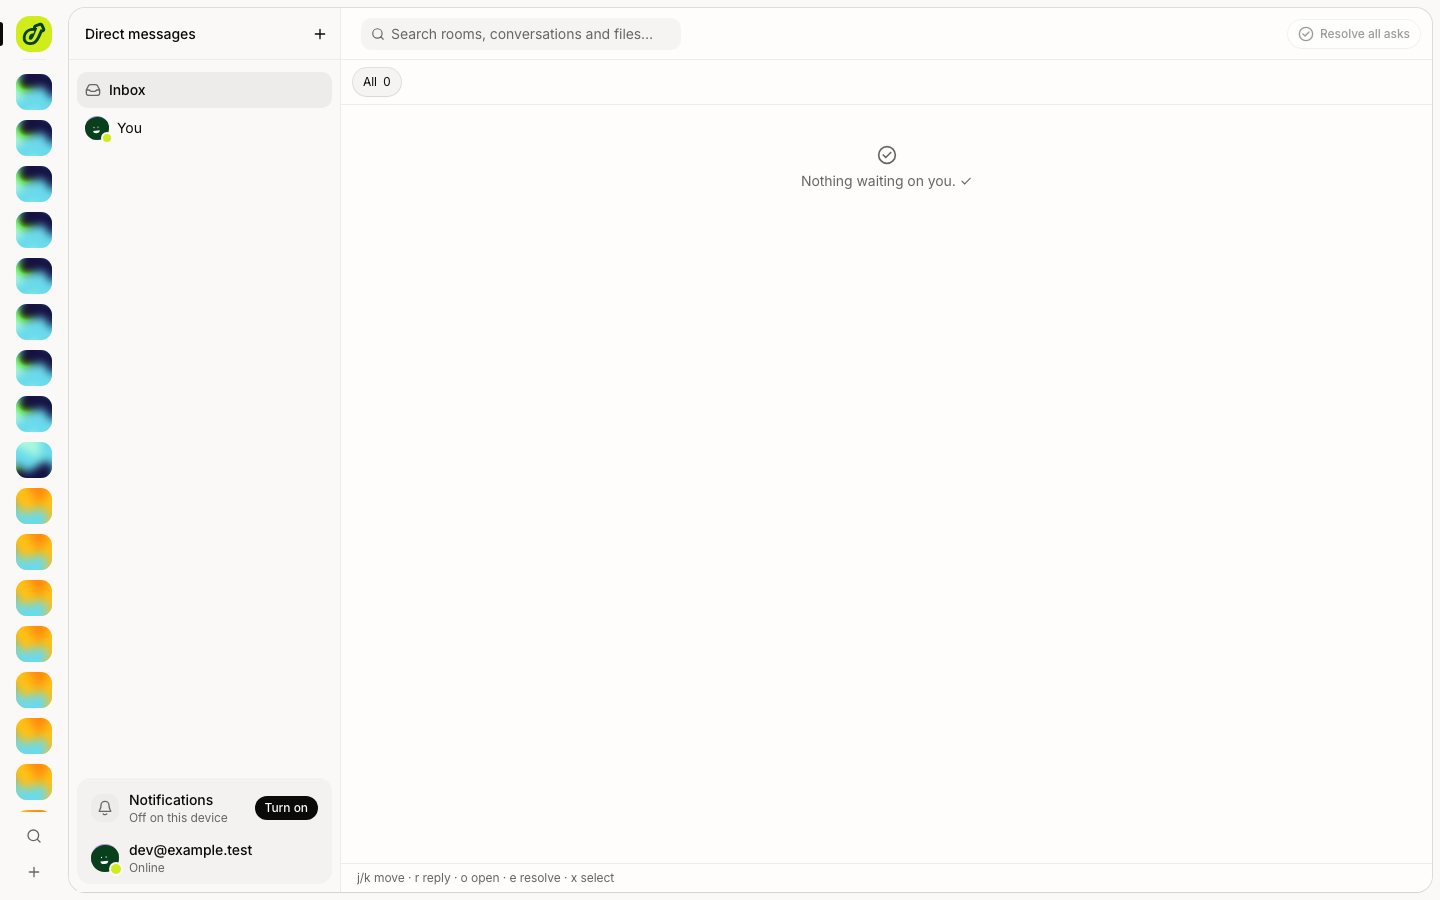 Direct messages
Search rooms, conversations and files...
Resolve all asks
Inbox
You
All 0
Nothing waiting on you. ✓
Notifications
Off on this device
Turn on
dev@example.test
Online
j/k move · r reply · o open · e resolve · x select